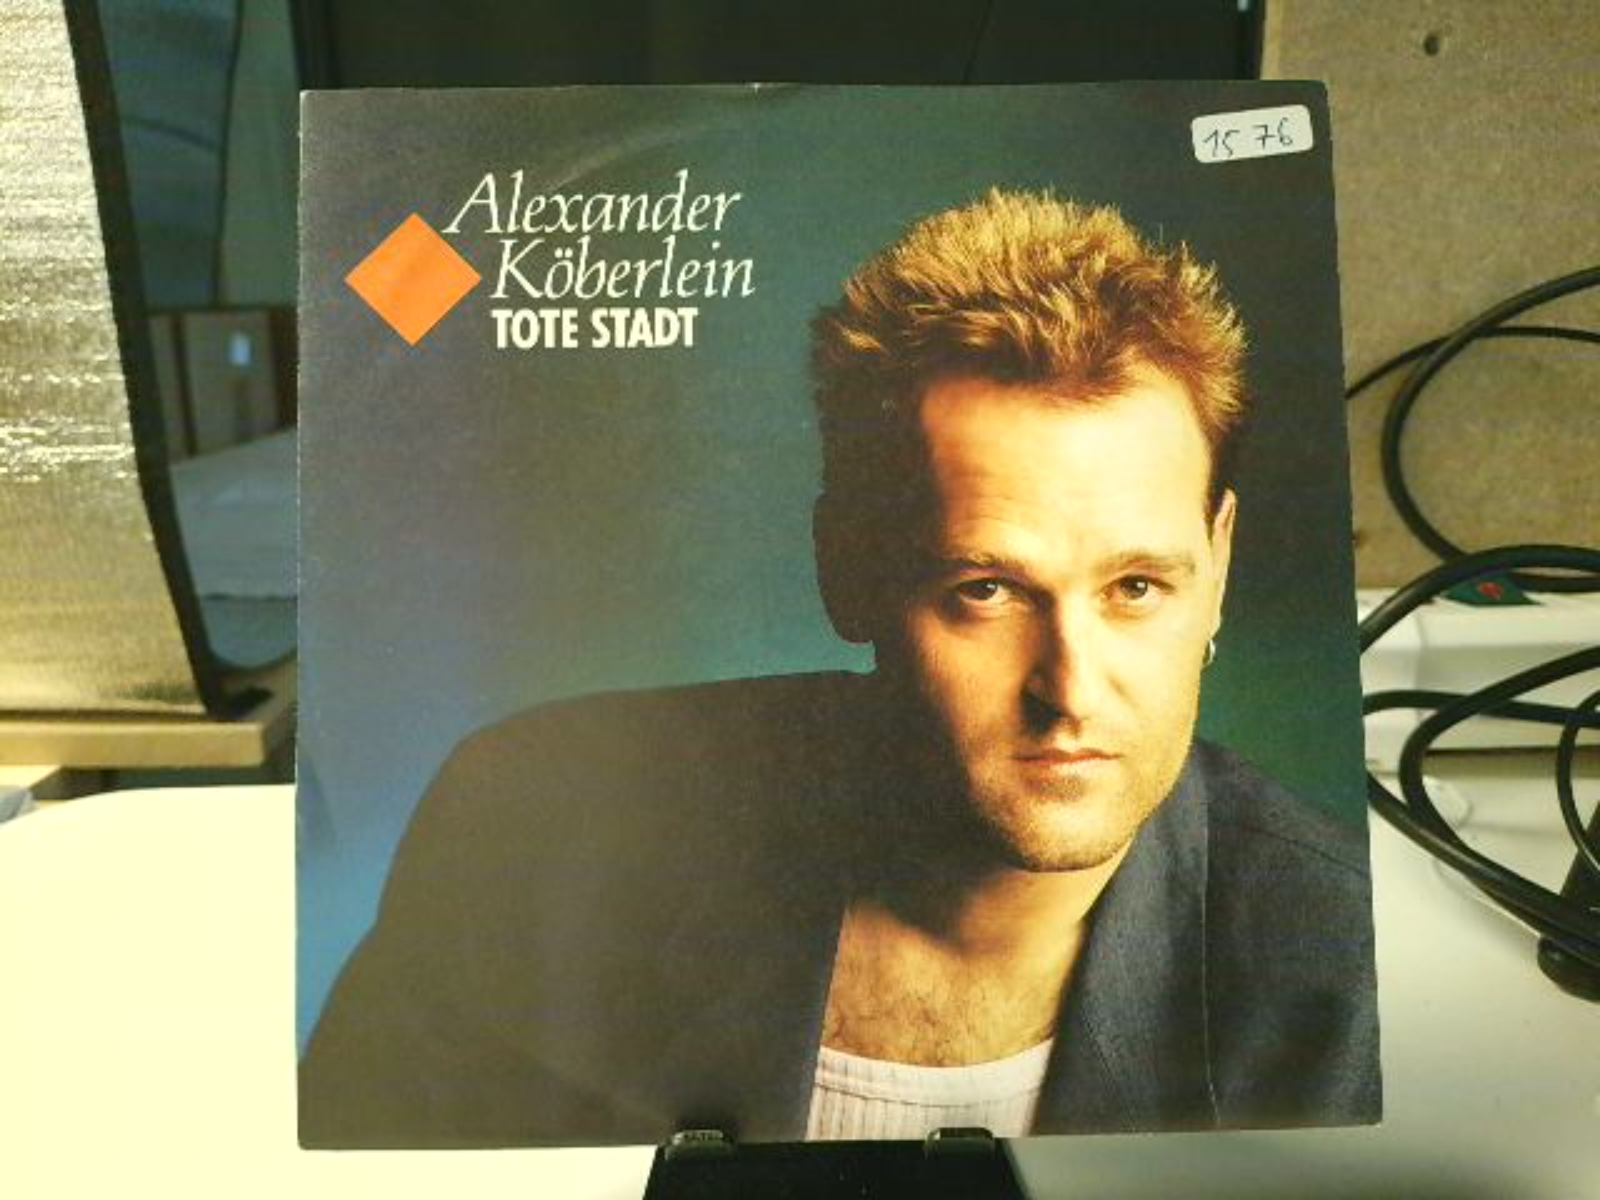 15 76
Alexander
Köberlein
TOTE STADT